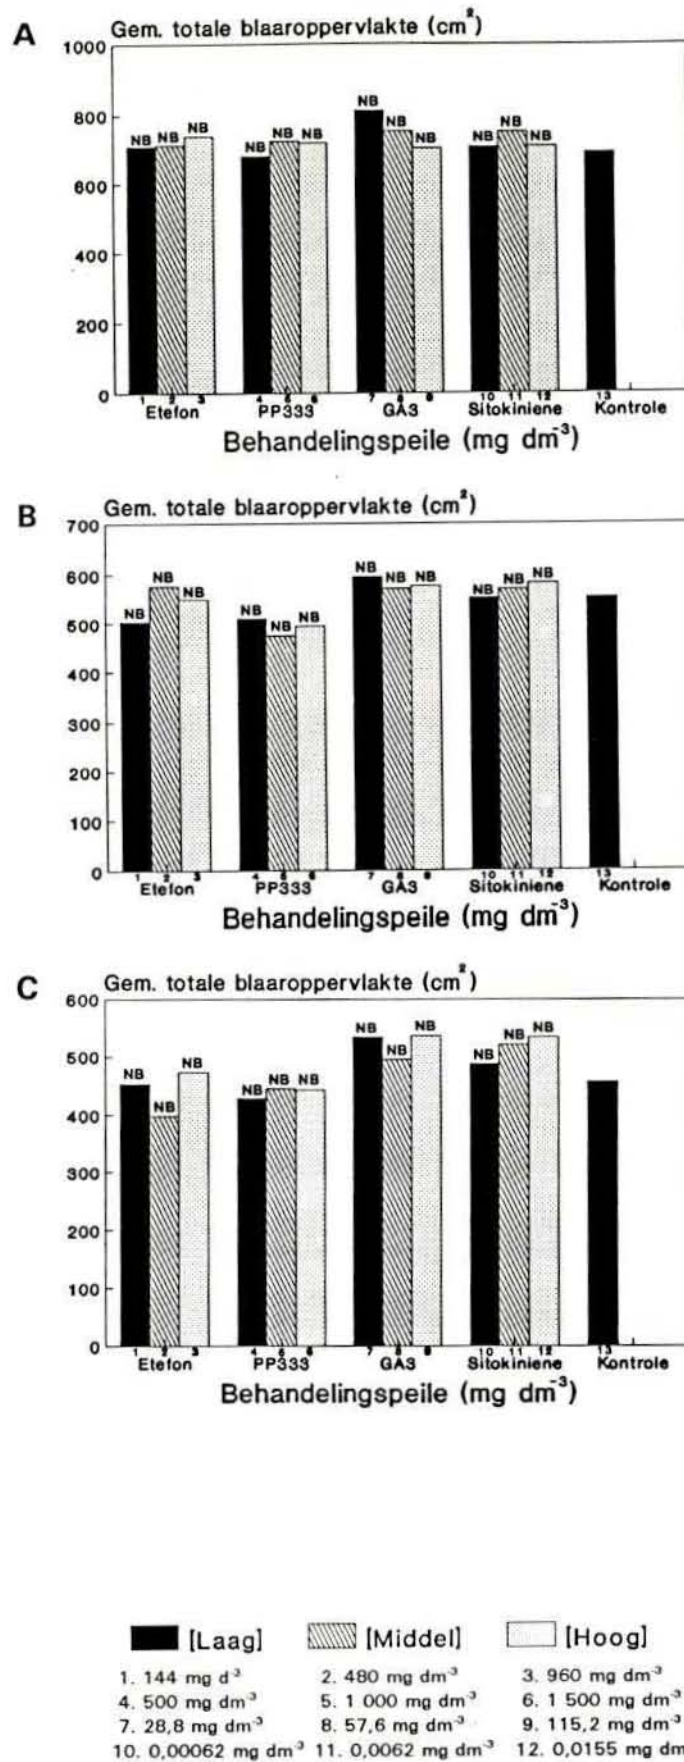 A Gem. totale blaaroppervlakte (cm²)
1000
800
600
400
200
0
NB NB NB NB NB NB NB NB NB NB NB NB
1 2 3 4 5 6 7 8 9 10 11 12 13
Etefon PP333 GA3 Sitokiniene Kontrole
Behandelingspeile (mg dm⁻³)
B Gem. totale blaaroppervlakte (cm²)
700
600
500
400
300
200
100
0
NB NB NB NB NB NB NB NB NB NB NB NB
1 2 3 4 5 6 7 8 9 10 11 12 13
Etefon PP333 GA3 Sitokiniene Kontrole
Behandelingspeile (mg dm⁻³)
C Gem. totale blaaroppervlakte (cm²)
600
500
400
300
200
100
0
NB NB NB NB NB NB NB NB NB NB NB NB
1 2 3 4 5 6 7 8 9 10 11 12 13
Etefon PP333 GA3 Sitokiniene Kontrole
Behandelingspeile (mg dm⁻³)
[Laag] [Middel] [Hoog]
1. 144 mg d⁻³ 2. 480 mg dm⁻³ 3. 960 mg dm⁻³
4. 500 mg dm⁻³ 5. 1 000 mg dm⁻³ 6. 1 500 mg dm⁻³
7. 28,8 mg dm⁻³ 8. 57,6 mg dm⁻³ 9. 115,2 mg dm⁻³
10. 0,00062 mg dm⁻³ 11. 0,0062 mg dm⁻³ 12. 0,0155 mg dm